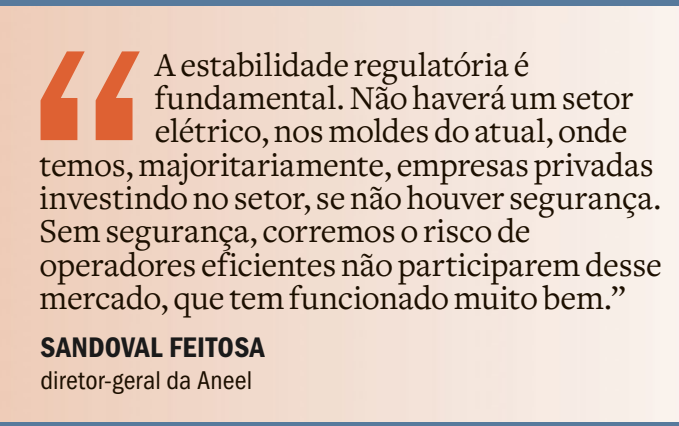 “A estabilidade regulatória é
fundamental. Não haverá um setor
elétrico, nos moldes do atual, onde
temos, majoritariamente, empresas privadas
investindo no setor, se não houver segurança.
Sem segurança, corremos o risco de
operadores eficientes não participarem desse
mercado, que tem funcionado muito bem.”
SANDOVAL FEITOSA
diretor-geral da Aneel